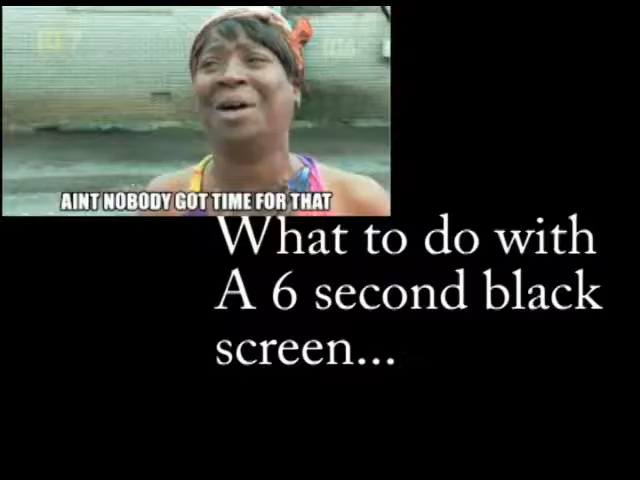 AINT NOBODY GOT TIME FOR THAT
What to do with
A 6 second black
screen...